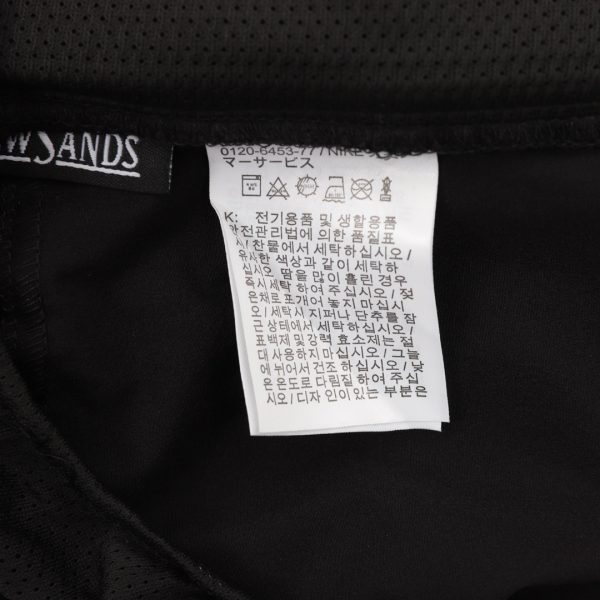 WSANDS
0120-6453-77/NIKE
マーサービス
K: 전기용품 및 생활용품
안전관리법에 의한 품질표
시/찬물에서 세탁하십시오/
유사한 색상과 같이 세탁하
십시오 땀을 많이 흘린 경우
즉시세탁 하여 주십시오/젖
은채로 포개어 놓지 마십시
오/세탁시 지퍼나 단추를 잠
근 상태에서 세탁하십시오/
표백제 및 강력 효소제는 절
대 사용하지 마십시오/그늘
에 뉘어서 건조 하십시오/낮
은온도로 다림질 하여 주십
시오/디자 인이 있는 부분은